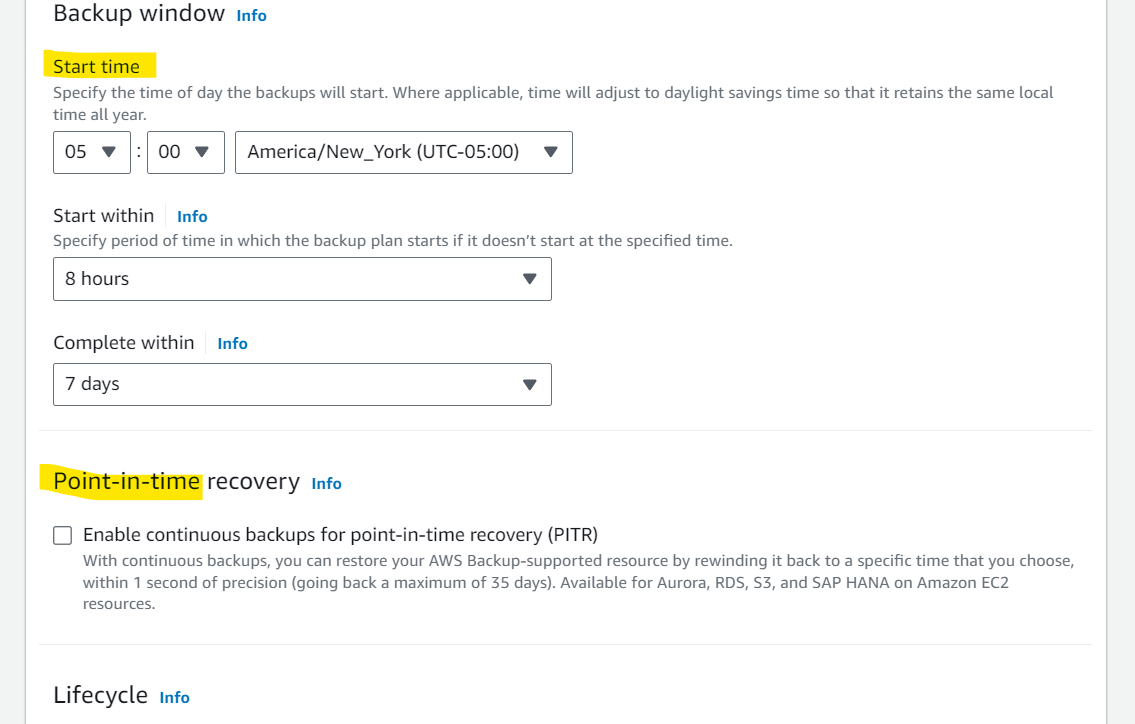 Backup window Info
Start time
Specify the time of day the backups will start. Where applicable, time will adjust to daylight savings time so that it retains the same local
time all year.
05 : 00 America/New_York (UTC-05:00)
Start within Info
Specify period of time in which the backup plan starts if it doesn’t start at the specified time.
8 hours
Complete within Info
7 days
Point-in-time recovery Info
Enable continuous backups for point-in-time recovery (PITR)
With continuous backups, you can restore your AWS Backup-supported resource by rewinding it back to a specific time that you choose,
within 1 second of precision (going back a maximum of 35 days). Available for Aurora, RDS, S3, and SAP HANA on Amazon EC2
resources.
Lifecycle Info